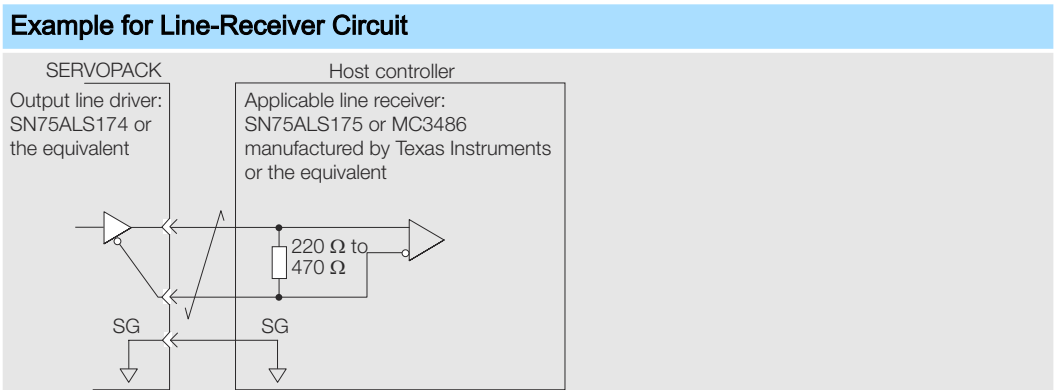 Example for Line-Receiver Circuit
SERVOPACK
Host controller
Output line driver:
SN75ALS174 or
the equivalent
Applicable line receiver:
SN75ALS175 or MC3486
manufactured by Texas Instruments
or the equivalent
220 Ω to
470 Ω
SG
SG